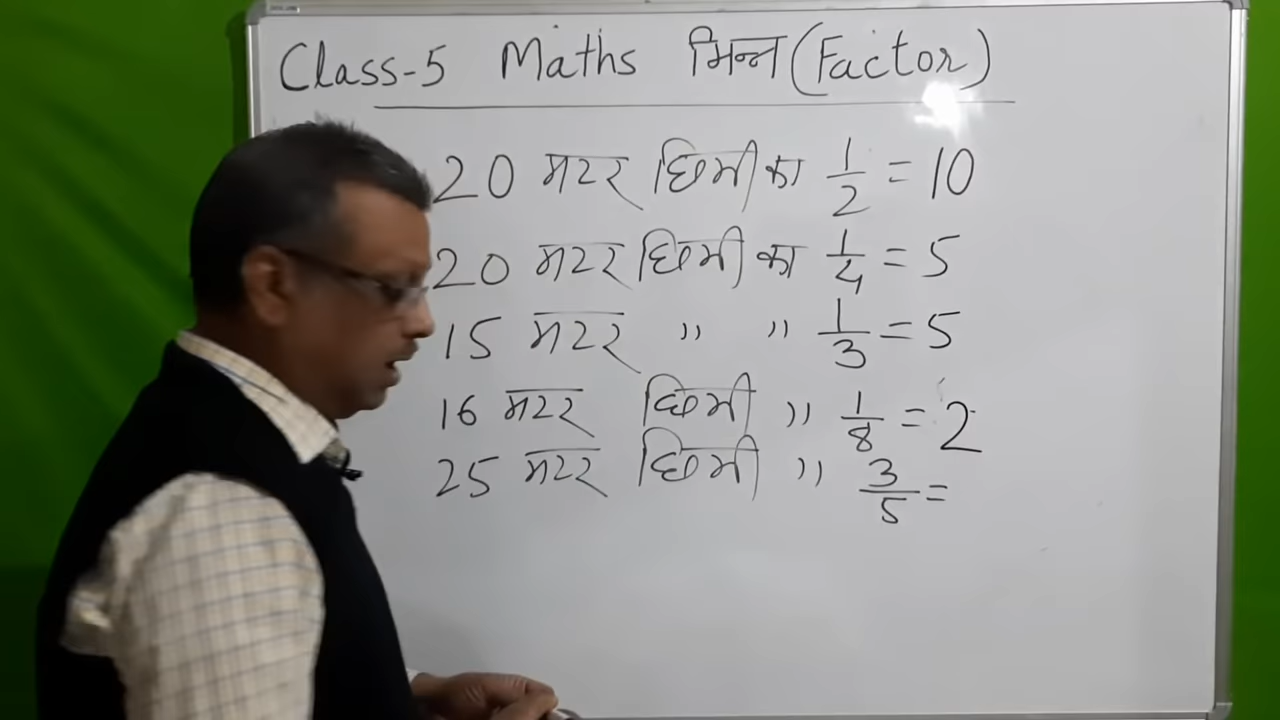 Class-5 Maths भिन्न (Factor)
20 मटर छिमी का 1/2 = 10
20 मटर छिमी का 1/4 = 5
15 मटर " " 1/3 = 5
16 मटर छिमी " 1/8 = 2
25 मटर छिमी " 3/5 =